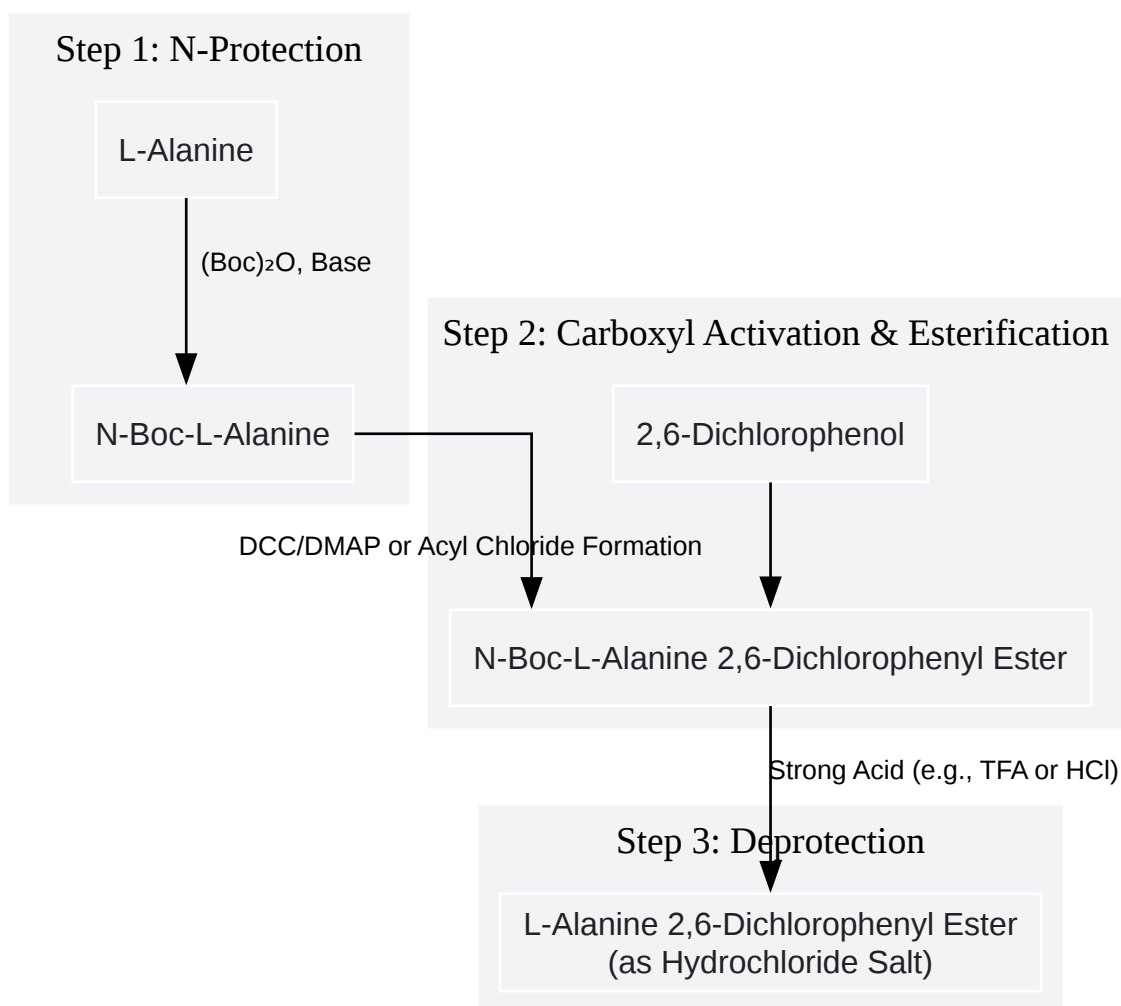 Step 1: N-Protection
L-Alanine
(Boc)₂O, Base
Step 2: Carboxyl Activation & Esterification
N-Boc-L-Alanine
2,6-Dichlorophenol
DCC/DMAP or Acyl Chloride Formation
N-Boc-L-Alanine 2,6-Dichlorophenyl Ester
Strong Acid (e.g., TFA or HCl)
Step 3: Deprotection
L-Alanine 2,6-Dichlorophenyl Ester
(as Hydrochloride Salt)